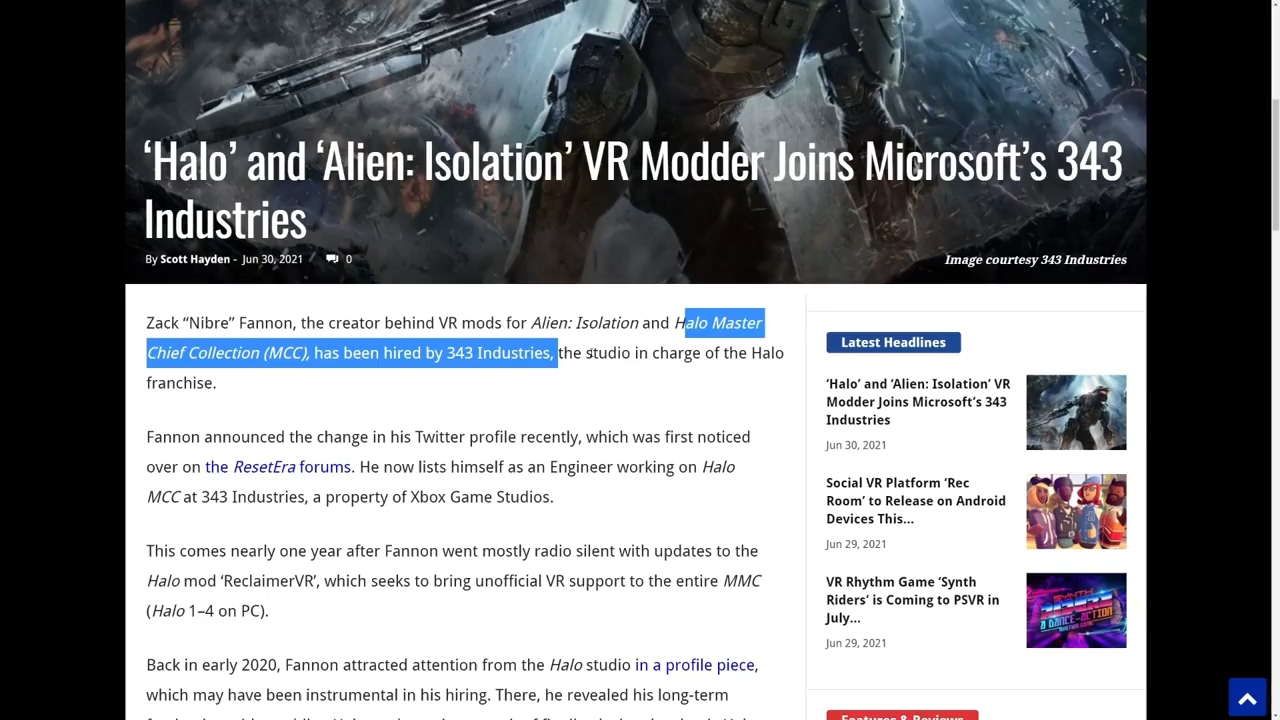 ‘Halo’ and ‘Alien: Isolation’ VR Modder Joins Microsoft’s 343
Industries
By Scott Hayden - Jun 30, 2021 0
Image courtesy 343 Industries
Zack “Nibre” Fannon, the creator behind VR mods for Alien: Isolation and Halo Master
Chief Collection (MCC), has been hired by 343 Industries, the studio in charge of the Halo
franchise.
Fannon announced the change in his Twitter profile recently, which was first noticed
over on the ResetEra forums. He now lists himself as an Engineer working on Halo
MCC at 343 Industries, a property of Xbox Game Studios.
This comes nearly one year after Fannon went mostly radio silent with updates to the
Halo mod ‘ReclaimerVR’, which seeks to bring unofficial VR support to the entire MMC
(Halo 1–4 on PC).
Back in early 2020, Fannon attracted attention from the Halo studio in a profile piece,
which may have been instrumental in his hiring. There, he revealed his long-term
Latest Headlines
‘Halo’ and ‘Alien: Isolation’ VR
Modder Joins Microsoft’s 343
Industries
Jun 30, 2021
Social VR Platform ‘Rec
Room’ to Release on Android
Devices This...
Jun 29, 2021
VR Rhythm Game ‘Synth
Riders’ is Coming to PSVR in
July...
Jun 29, 2021
Features & Reviews